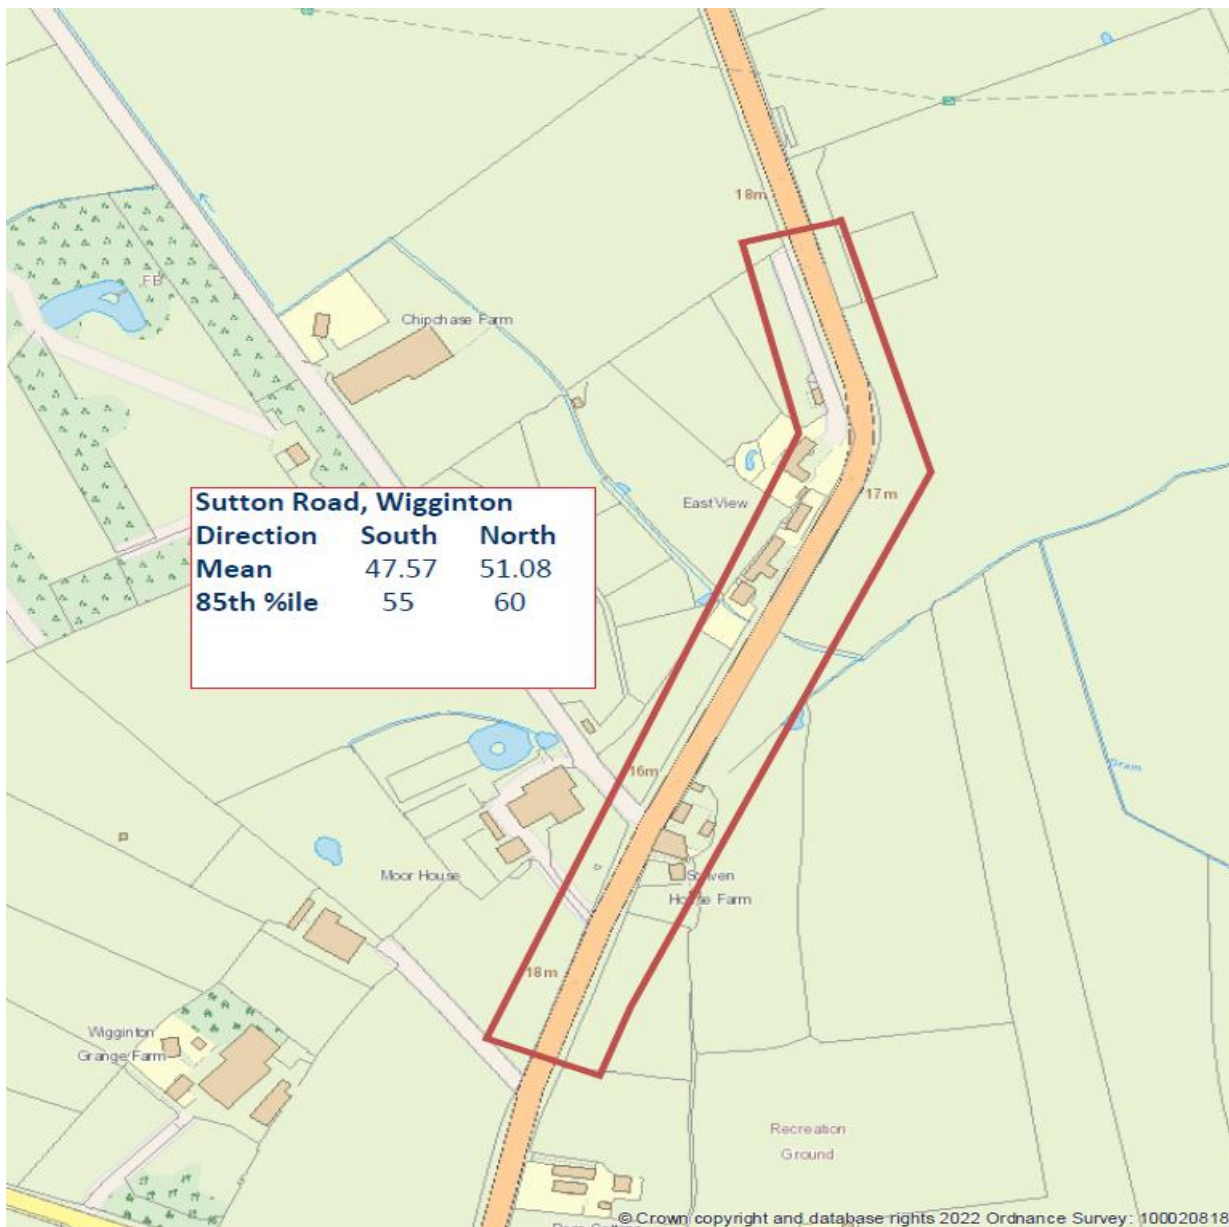 18m
FB
Chipchase Farm
East View
17m
Sutton Road, Wigginton
Direction South North
Mean 47.57 51.08
85th %ile 55 60
16m
Drain
Moor House
House Farm
18m
Wigginton
Grange Farm
Recreation
Ground
© Crown copyright and database rights 2022 Ordnance Survey: 100020818